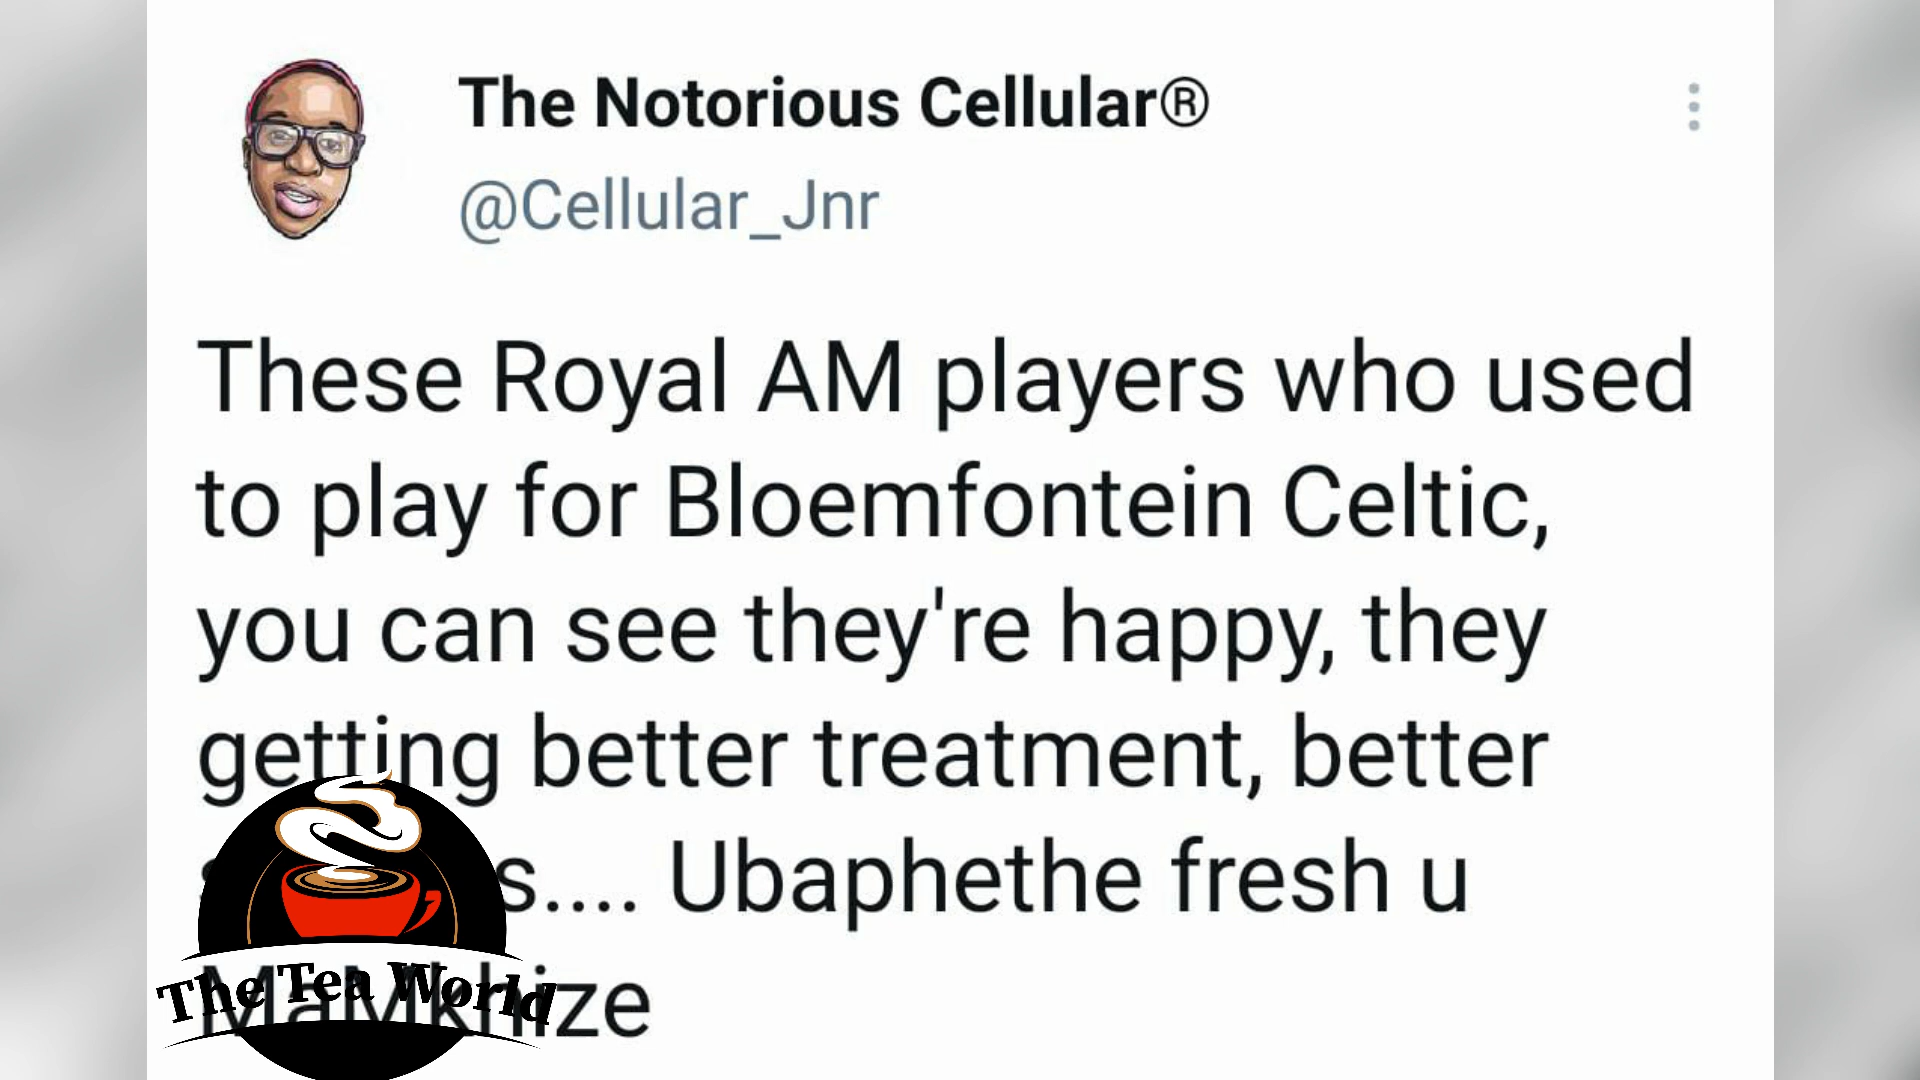 The Notorious Cellular®
@Cellular_Jnr
These Royal AM players who used
to play for Bloemfontein Celtic,
you can see they're happy, they
getting better treatment, better
.... Ubaphethe fresh u
MaMkhize
The Tea World